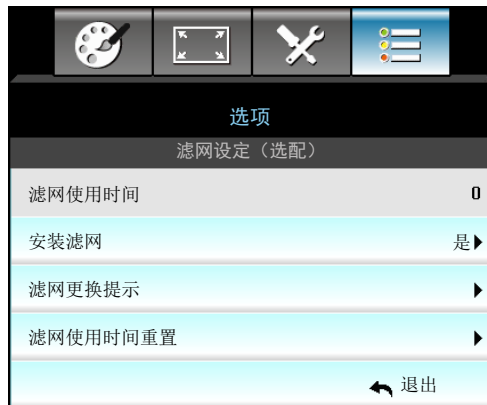 选项
滤网设定（选配）
滤网使用时间 0
安装滤网 是
滤网更换提示
滤网使用时间重置
退出